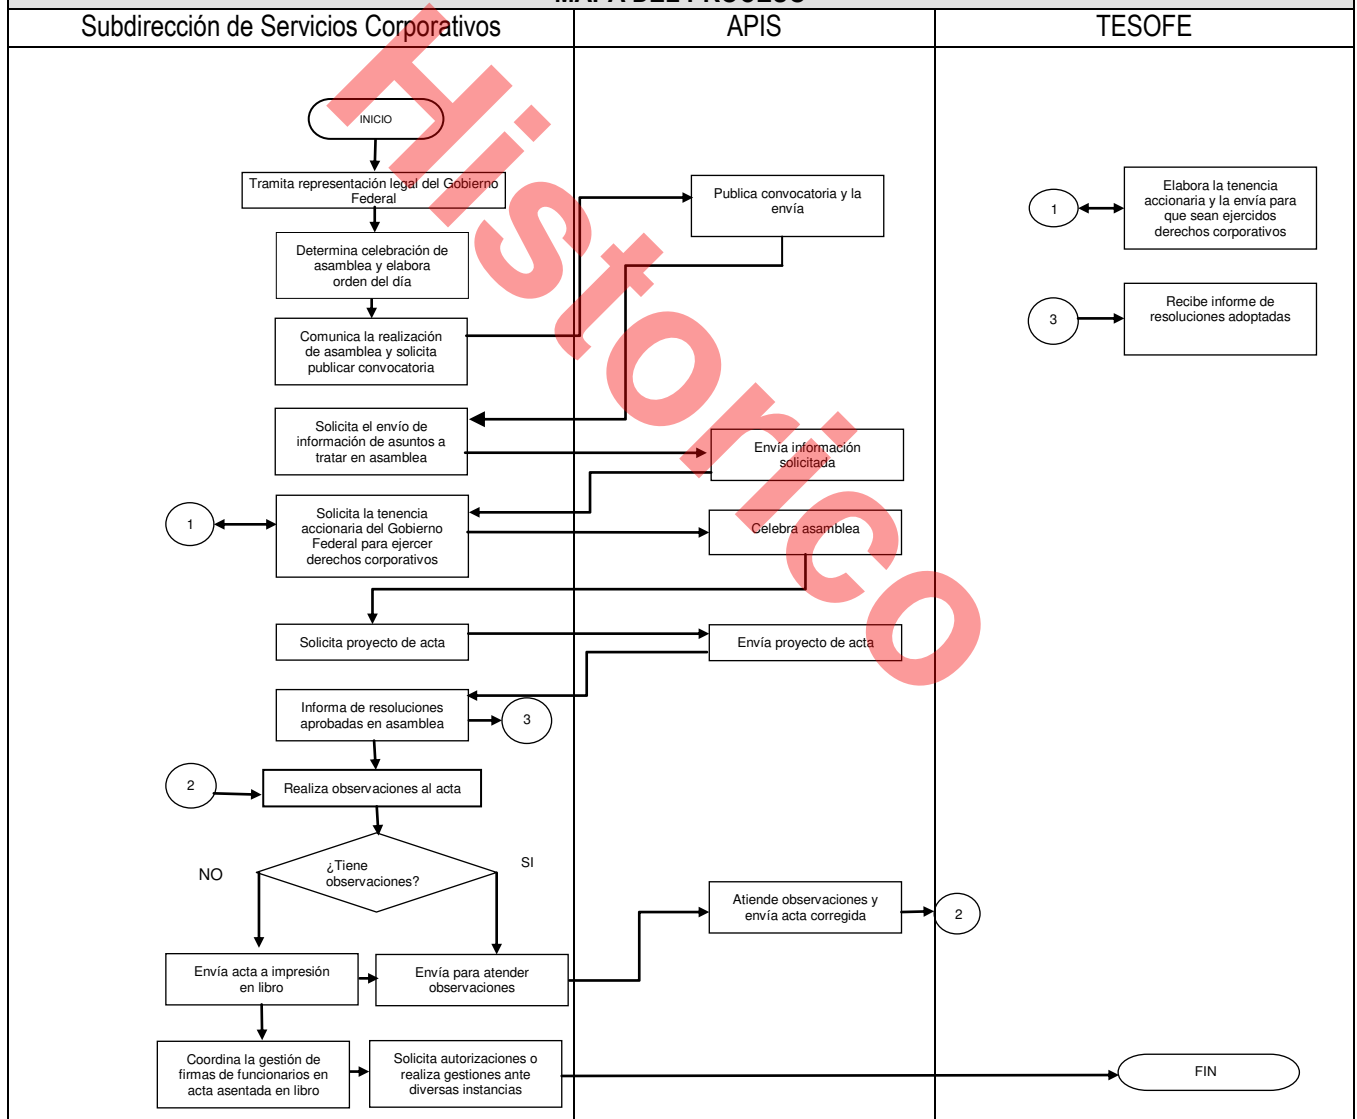 MAPA DEL PROCESO
Subdirección de Servicios Corporativos
APIS
TESOFE
INICIO
Tramita representación legal del Gobierno
Federal
Determina celebración de
asamblea y elabora
orden del día
Comunica la realización
de asamblea y solicita
publicar convocatoria
Publica convocatoria y la
envía
1
Elabora la tenencia
accionaria y la envía para
que sean ejercidos
derechos corporativos
3
Recibe informe de
resoluciones adoptadas
Solicita el envío de
información de asuntos a
tratar en asamblea
Envía información
solicitada
1
Solicita la tenencia
accionaria del Gobierno
Federal para ejercer
derechos corporativos
Celebra asamblea
Solicita proyecto de acta
Envía proyecto de acta
Informa de resoluciones
aprobadas en asamblea
3
2
Realiza observaciones al acta
¿Tiene
observaciones?
NO
SI
Atiende observaciones y
envía acta corregida
2
Envía acta a impresión
en libro
Envía para atender
observaciones
Coordina la gestión de
firmas de funcionarios en
acta asentada en libro
Solicita autorizaciones o
realiza gestiones ante
diversas instancias
FIN
Historico